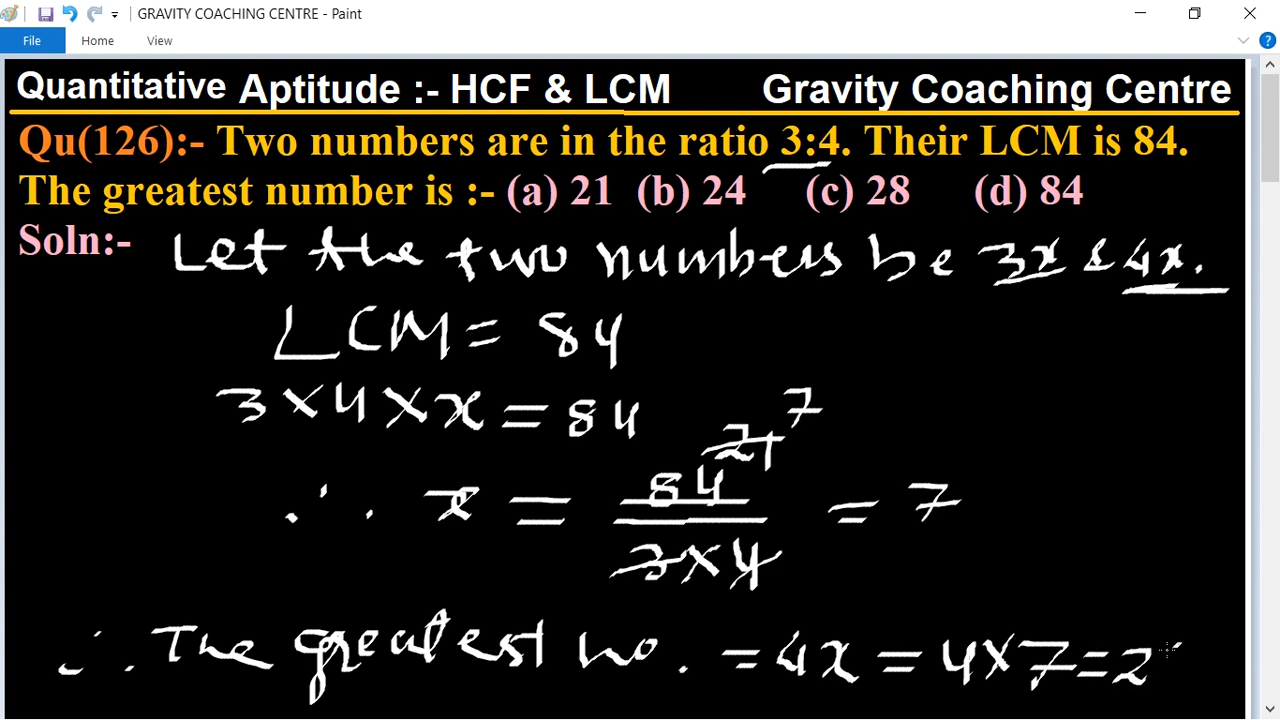 GRAVITY COACHING CENTRE - Paint
File Home View
Quantitative Aptitude :- HCF & LCM Gravity Coaching Centre
Qu(126):- Two numbers are in the ratio 3:4. Their LCM is 84.
The greatest number is :- (a) 21 (b) 24 (c) 28 (d) 84
Soln:- Let the two numbers be 3x & 4x.
LCM = 84
3 × 4 × x = 84
21 7
∴ x = 84 / 3×4 = 7
∴ The greatest no. = 4x = 4×7 = 2